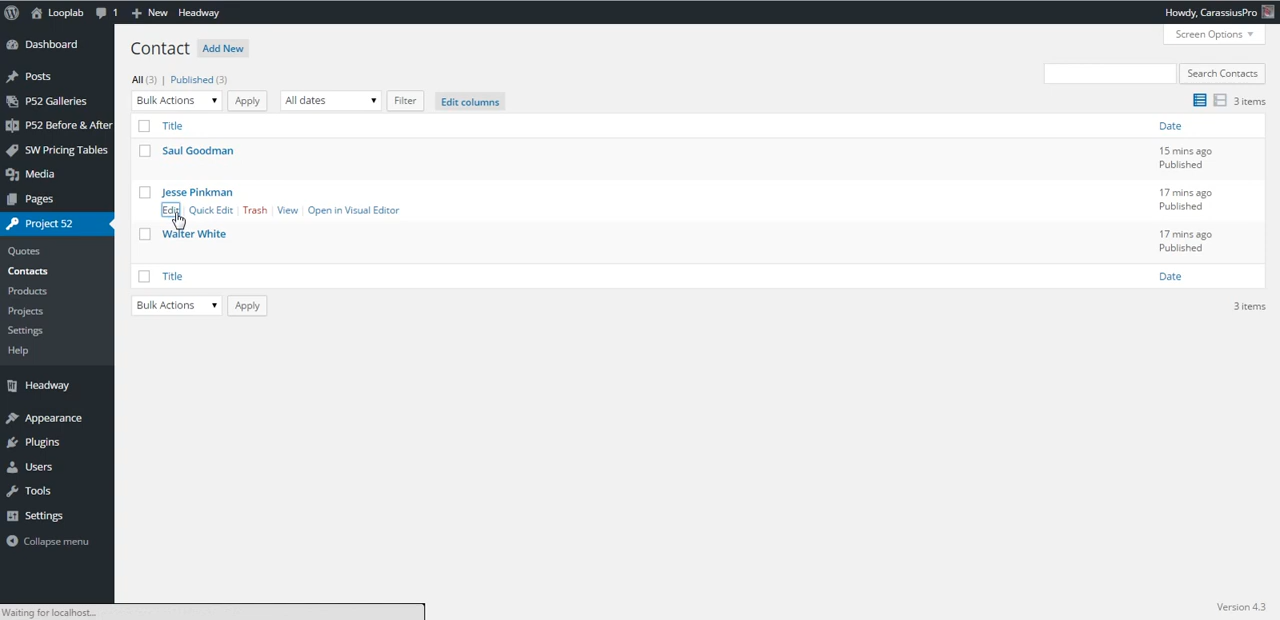 Looplab 1 New Headway Howdy, CarassiusPro
Screen Options
Dashboard
Posts
P52 Galleries
P52 Before & After
SW Pricing Tables
Media
Pages
Project 52
Quotes
Contacts
Products
Projects
Settings
Help
Headway
Appearance
Plugins
Users
Tools
Settings
Collapse menu
Contact Add New
All (3) | Published (3)
Search Contacts
Bulk Actions Apply All dates Filter Edit columns 3 items
Title Date
Saul Goodman 15 mins ago
Published
Jesse Pinkman 17 mins ago
Edit | Quick Edit | Trash | View | Open in Visual Editor Published
Walter White 17 mins ago
Published
Title Date
Bulk Actions Apply 3 items
Waiting for localhost...
Version 4.3